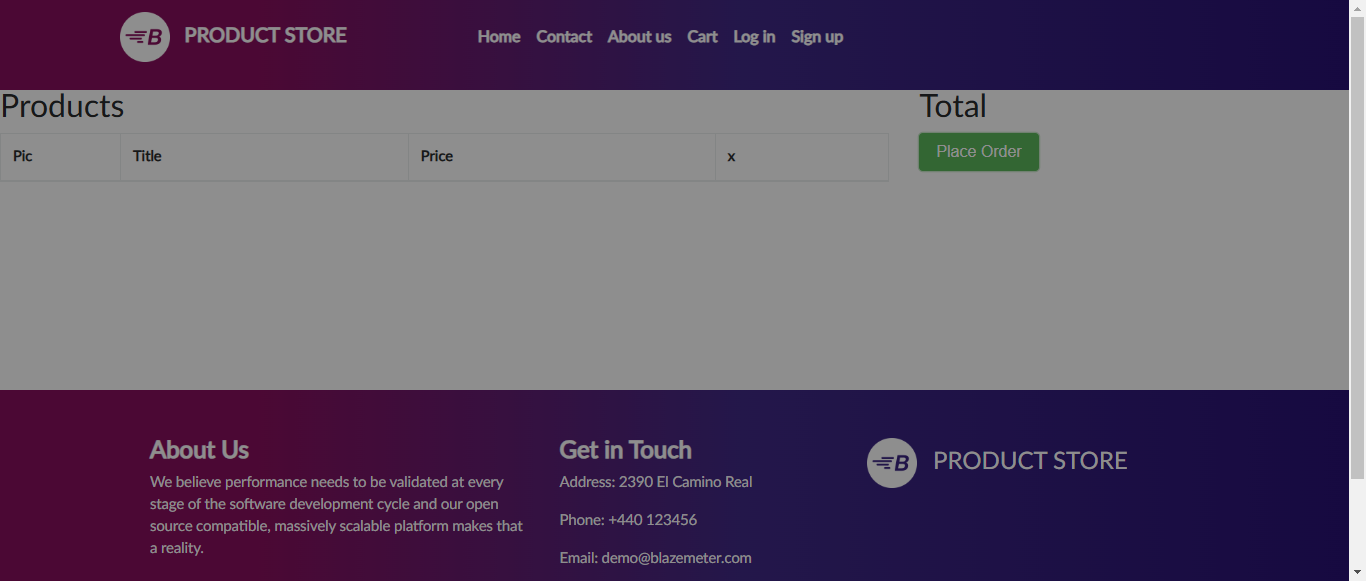 B PRODUCT STORE
Home Contact About us Cart Log in Sign up
Products
Total
Pic Title Price x
Place Order
About Us
We believe performance needs to be validated at every
stage of the software development cycle and our open
source compatible, massively scalable platform makes that
a reality.
Get in Touch
Address: 2390 El Camino Real
Phone: +440 123456
Email: demo@blazemeter.com
B PRODUCT STORE